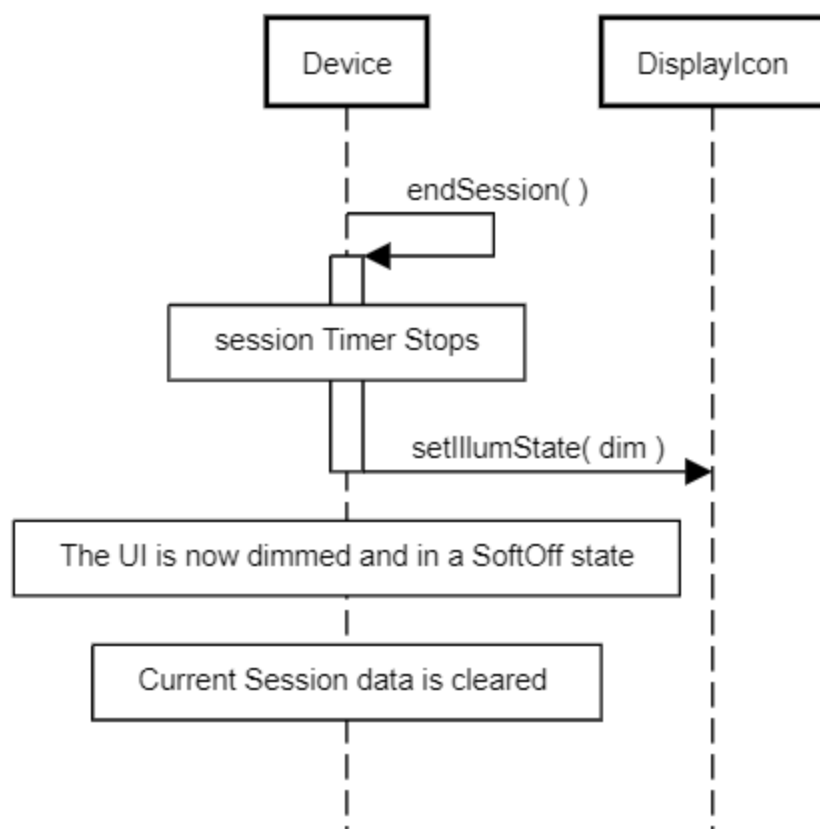 Device
DisplayIcon
endSession( )
session Timer Stops
setIllumState( dim )
The UI is now dimmed and in a SoftOff state
Current Session data is cleared